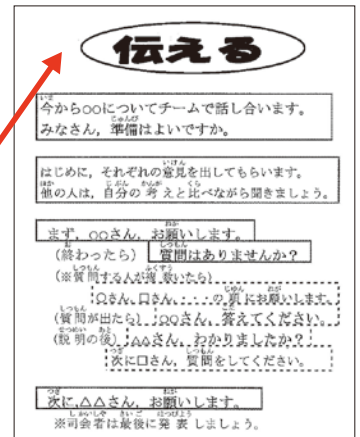 伝える
今から○○についてチームで話し合います。
みなさん，準備はよいですか。
はじめに，それぞれの意見を出してもらいます。
他の人は，自分の考えと比べながら聞きましょう。
まず，○○さん，お願いします。
（終わったら）質問はありませんか？
（※質問する人が複数いたら）
○さん，□さん，・・・の順にお願いします。
（質問が出たら）○○さん，答えてください。
（説明の後）△△さん，わかりましたか？
次に□さん，質問をしてください。
次に，△△さん，お願いします。
※司会者は最後に発表しましょう。